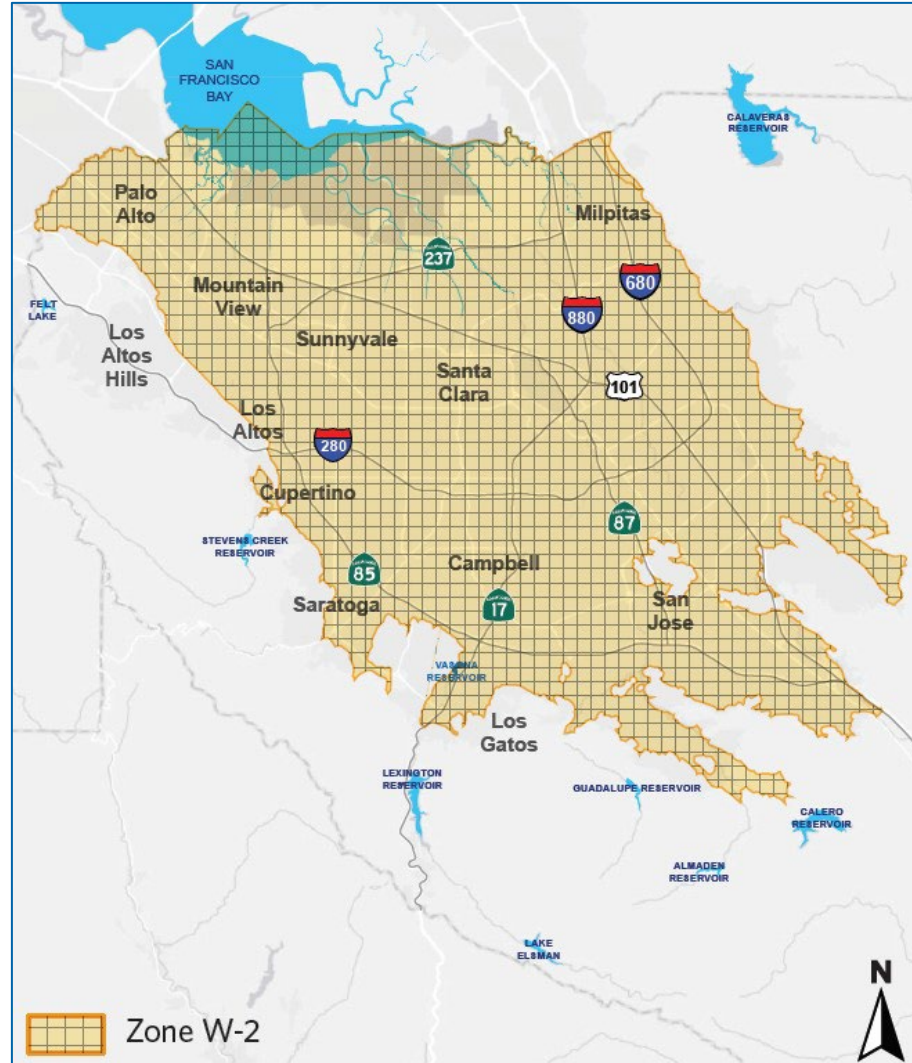 SAN
FRANCISCO
BAY
CALAVERAS
RESERVOIR
Palo
Alto
Milpitas
237
Mountain
View
680
FELT
LAKE
880
Los
Altos
Hills
Sunnyvale
Santa
Clara
101
Los
Altos
280
Cupertino
87
STEVENS CREEK
RESERVOIR
Campbell
85
Saratoga
17
San
Jose
VASONA
RESERVOIR
Los
Gatos
LEXINGTON
RESERVOIR
GUADALUPE RESERVOIR
CALERO
RESERVOIR
ALMADEN
RESERVOIR
LAKE
ELSMAN
N
Zone W-2